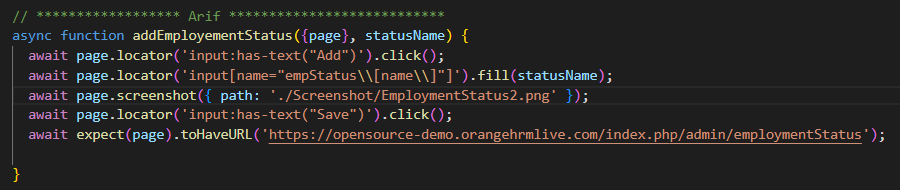 // ****************** Arif ***************************
async function addEmployementStatus({page}, statusName) {
await page.locator('input:has-text("Add")').click();
await page.locator('input[name="empStatus\\[name\\]"]').fill(statusName);
await page.screenshot({ path: './Screenshot/EmploymentStatus2.png' });
await page.locator('input:has-text("Save")').click();
await expect(page).toHaveURL('https://opensource-demo.orangehrmlive.com/index.php/admin/employmentStatus');
}